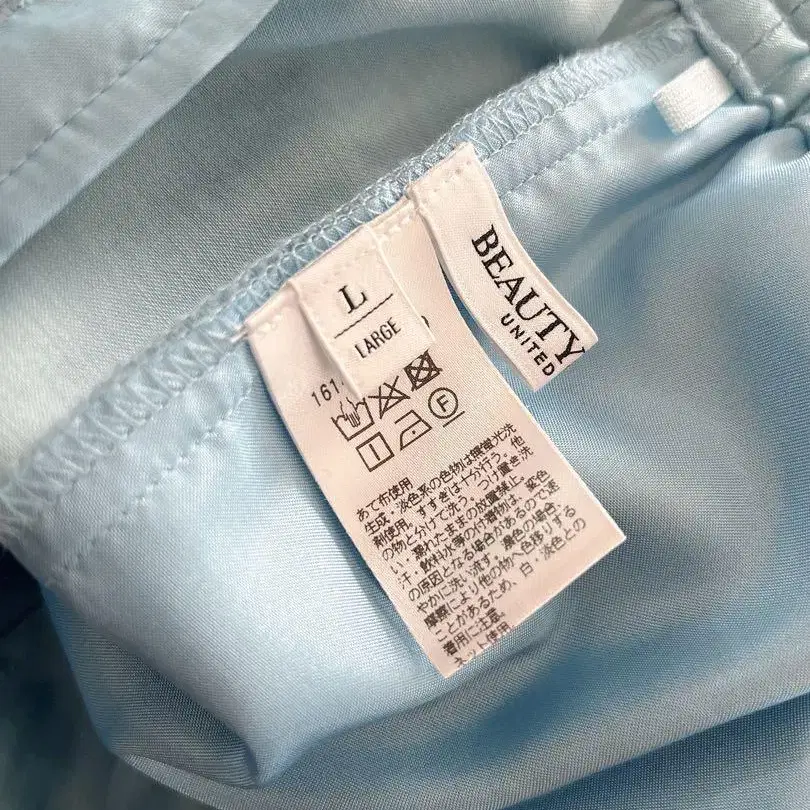 BEAUTY
UNITED
L
LARGE
161
F
あて布使用
生成・淡色系の色物は無蛍光洗
剤使用。すすぎは十分行う。他
の物と分けて洗う。つけ置き洗
い・濡れたままの放置禁止。
汗・飲料水等の付着物は、変色
の原因となる場合があるので速
やかに洗い流す。濃色の場合、
摩擦により他の物へ色移りする
ことがあるため、白・淡色との
着用に注意。
ネット使用